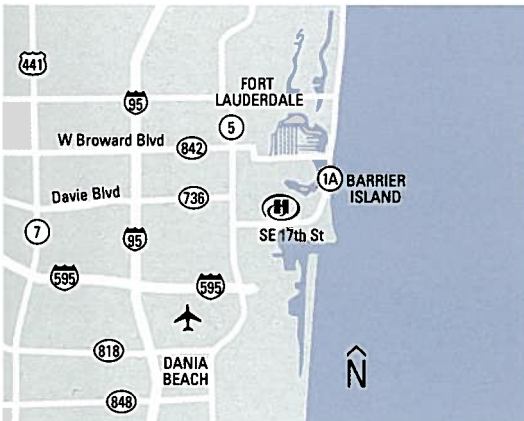 441
95
FORT
LAUDERDALE
5
W Broward Blvd
842
1A
BARRIER
ISLAND
Davie Blvd
736
H
7
95
SE 17th St
595
595
818
DANIA
BEACH
N
848